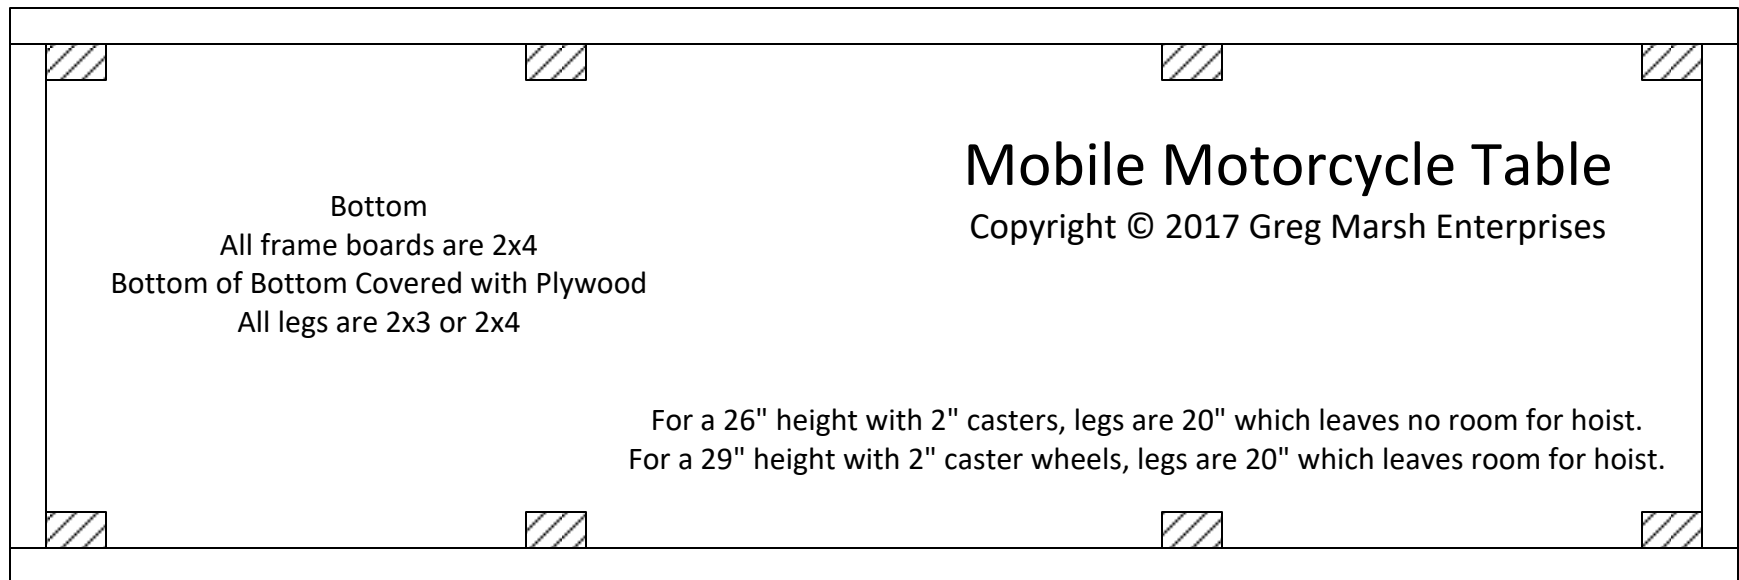 Mobile Motorcycle Table
Copyright © 2017 Greg Marsh Enterprises
Bottom
All frame boards are 2x4
Bottom of Bottom Covered with Plywood
All legs are 2x3 or 2x4
For a 26" height with 2" casters, legs are 20" which leaves no room for hoist.
For a 29" height with 2" caster wheels, legs are 20" which leaves room for hoist.